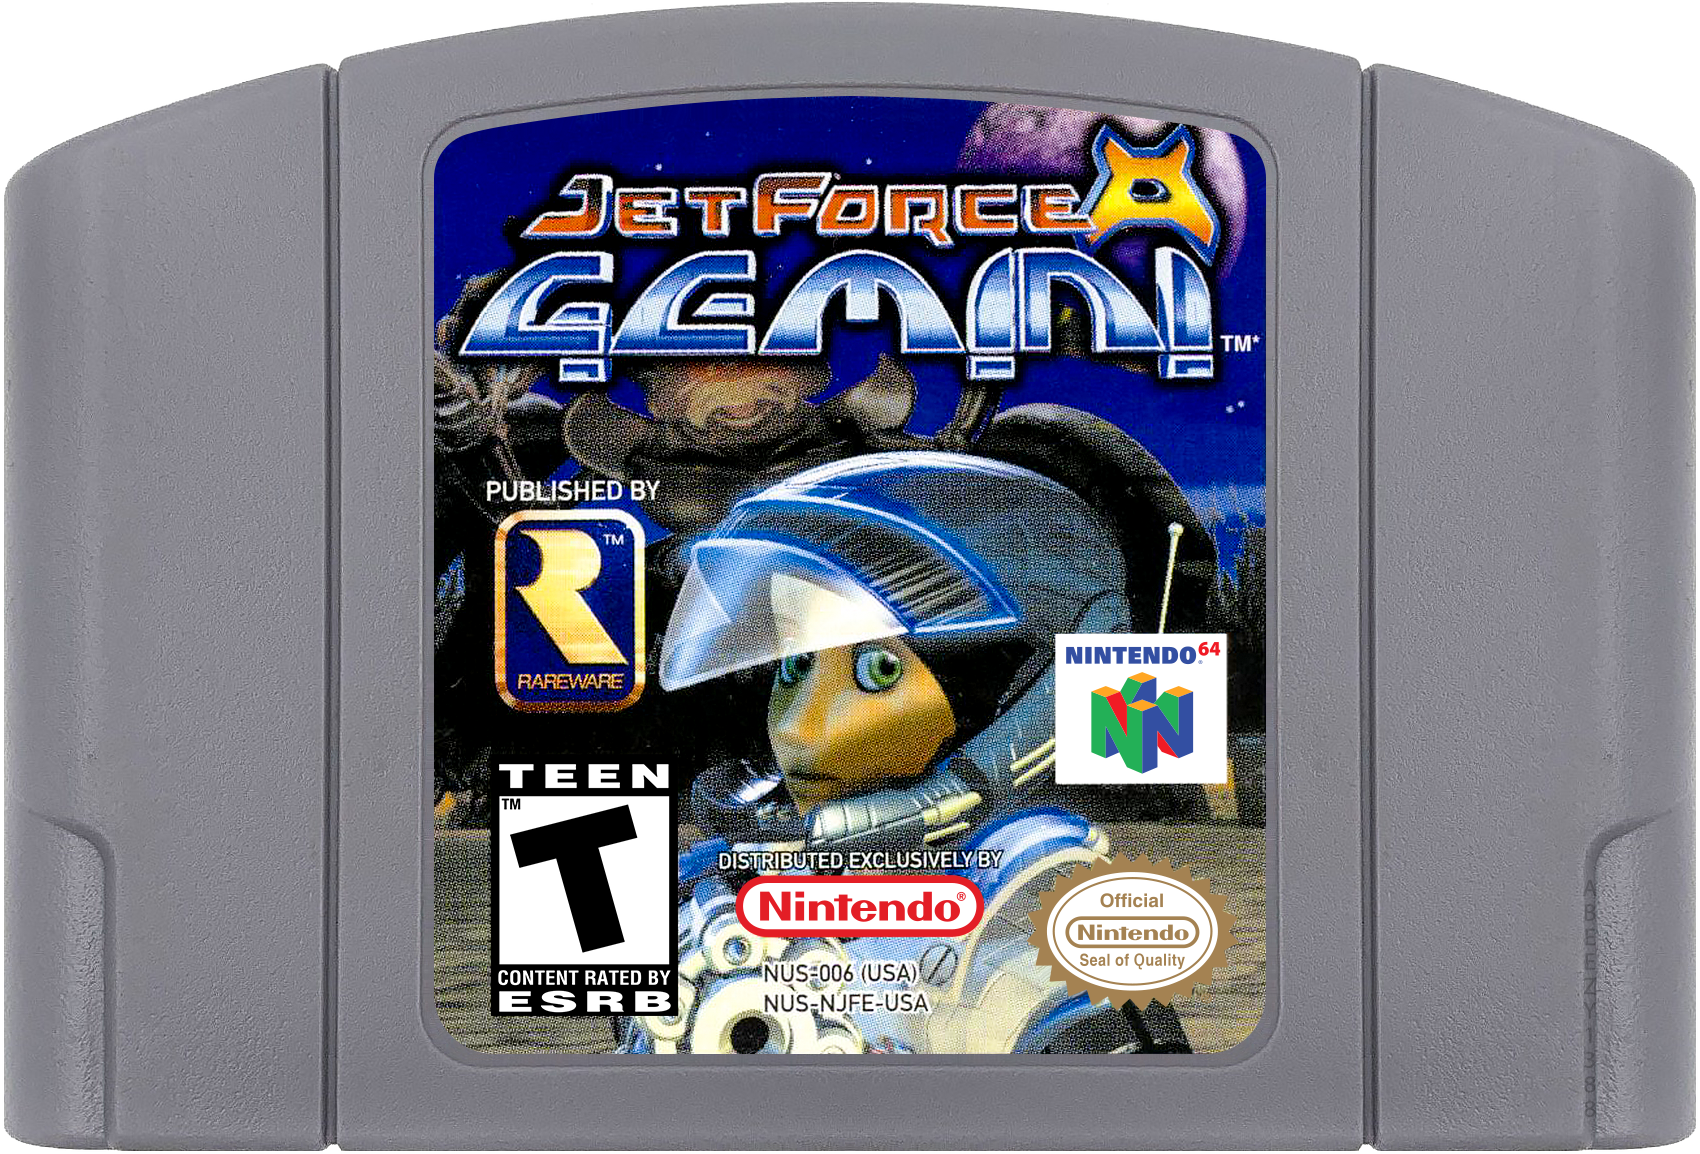 JETFORCE
GEMINI
TM*
PUBLISHED BY
R TM
RAREWARE
NINTENDO64
TEEN
TM
T
CONTENT RATED BY
ESRB
DISTRIBUTED EXCLUSIVELY BY
Nintendo®
NUS-006 (USA)
NUS-NJFE-USA
Official
Nintendo
Seal of Quality